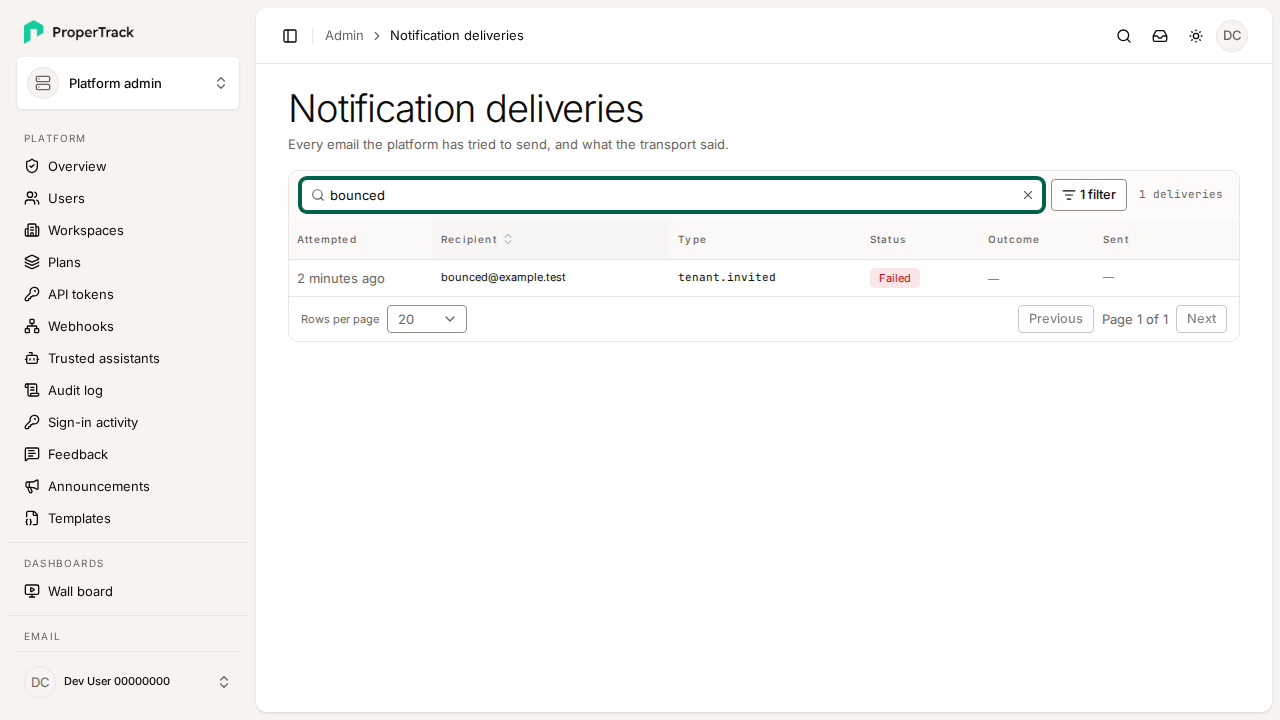 ProperTrack
Platform admin
PLATFORM
Overview
Users
Workspaces
Plans
API tokens
Webhooks
Trusted assistants
Audit log
Sign-in activity
Feedback
Announcements
Templates
DASHBOARDS
Wall board
EMAIL
DC Dev User 00000000
Admin > Notification deliveries
DC
Notification deliveries
Every email the platform has tried to send, and what the transport said.
bounced 1 filter 1 deliveries
Attempted Recipient Type Status Outcome Sent
2 minutes ago bounced@example.test tenant.invited Failed — —
Rows per page 20 Previous Page 1 of 1 Next